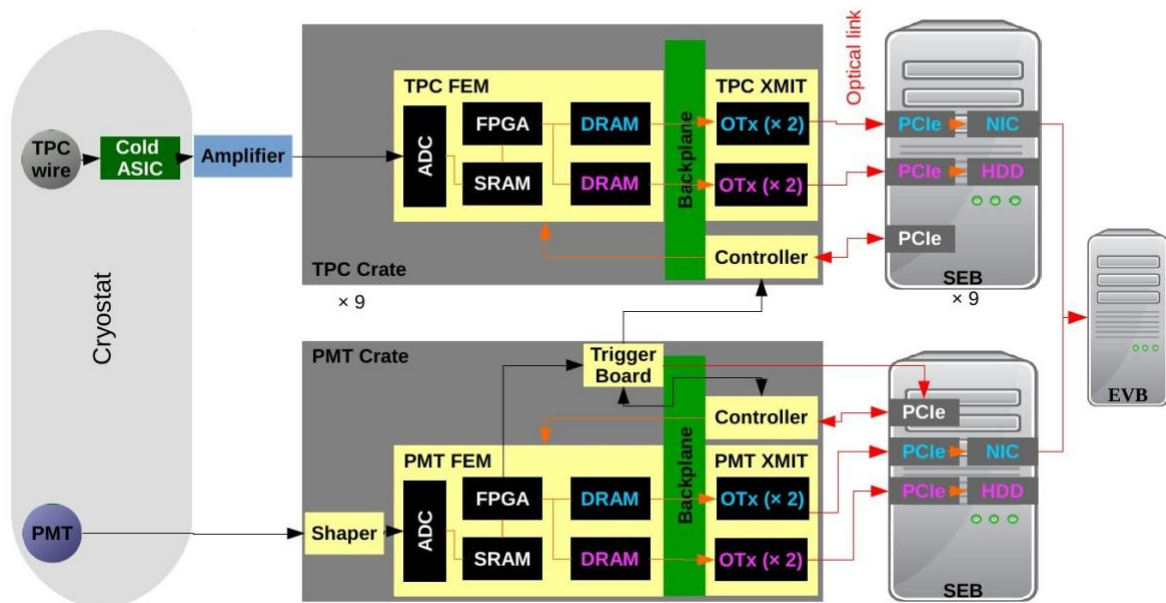 Cryostat
TPC
wire
Cold
ASIC
Amplifier
TPC FEM
ADC
FPGA
SRAM
DRAM
DRAM
Backplane
TPC XMIT
OTx (× 2)
OTx (× 2)
Controller
TPC Crate
× 9
Optical link
PCIe
NIC
PCIe
HDD
PCIe
SEB
× 9
EVB
PMT Crate
Trigger
Board
Backplane
Controller
PMT
Shaper
PMT FEM
ADC
FPGA
SRAM
DRAM
DRAM
PMT XMIT
OTx (× 2)
OTx (× 2)
PCIe
PCIe
NIC
PCIe
HDD
SEB